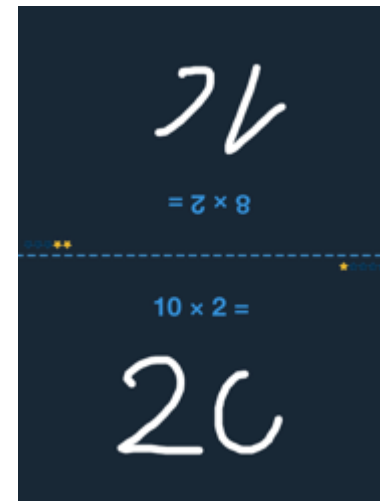 8 × 2 =
10 × 2 =
20